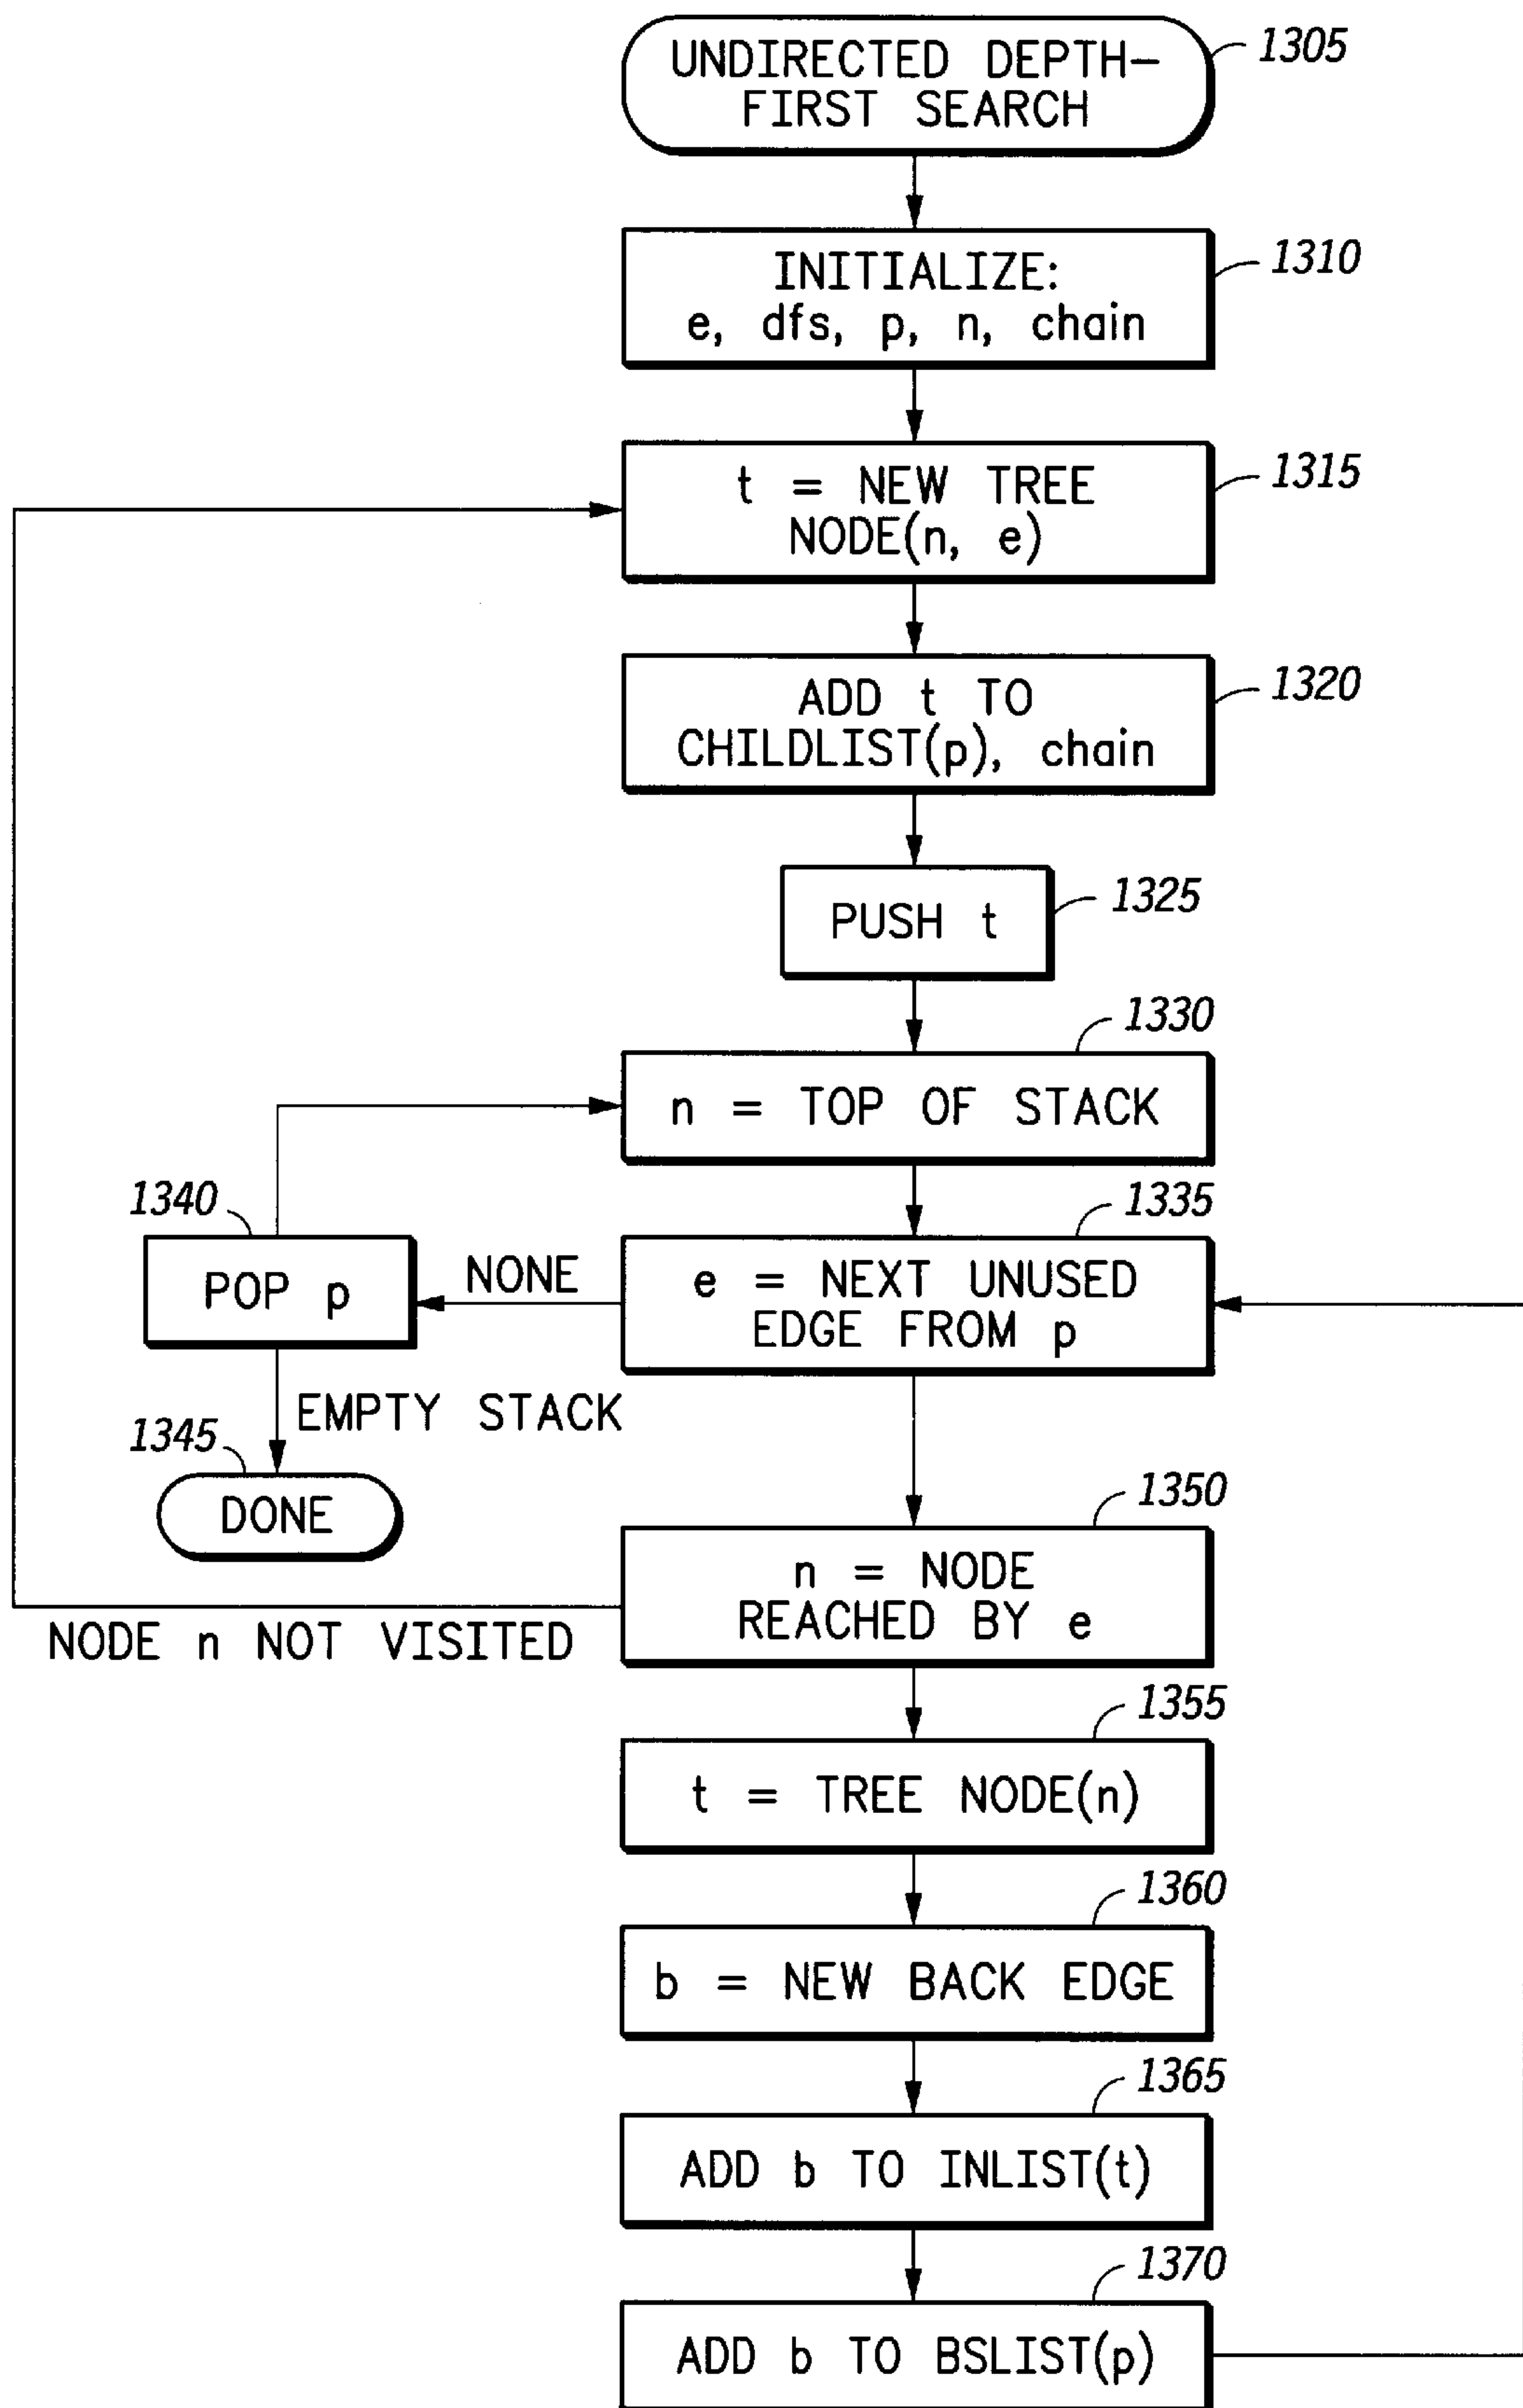 UNDIRECTED DEPTH-
FIRST SEARCH
1305
INITIALIZE:
e, dfs, p, n, chain
1310
t = NEW TREE
NODE(n, e)
1315
ADD t TO
CHILDLIST(p), chain
1320
PUSH t
1325
1330
n = TOP OF STACK
1335
e = NEXT UNUSED
EDGE FROM p
NONE
1340
POP p
EMPTY STACK
1345
DONE
1350
n = NODE
REACHED BY e
NODE n NOT VISITED
1355
t = TREE NODE(n)
1360
b = NEW BACK EDGE
1365
ADD b TO INLIST(t)
1370
ADD b TO BSLIST(p)